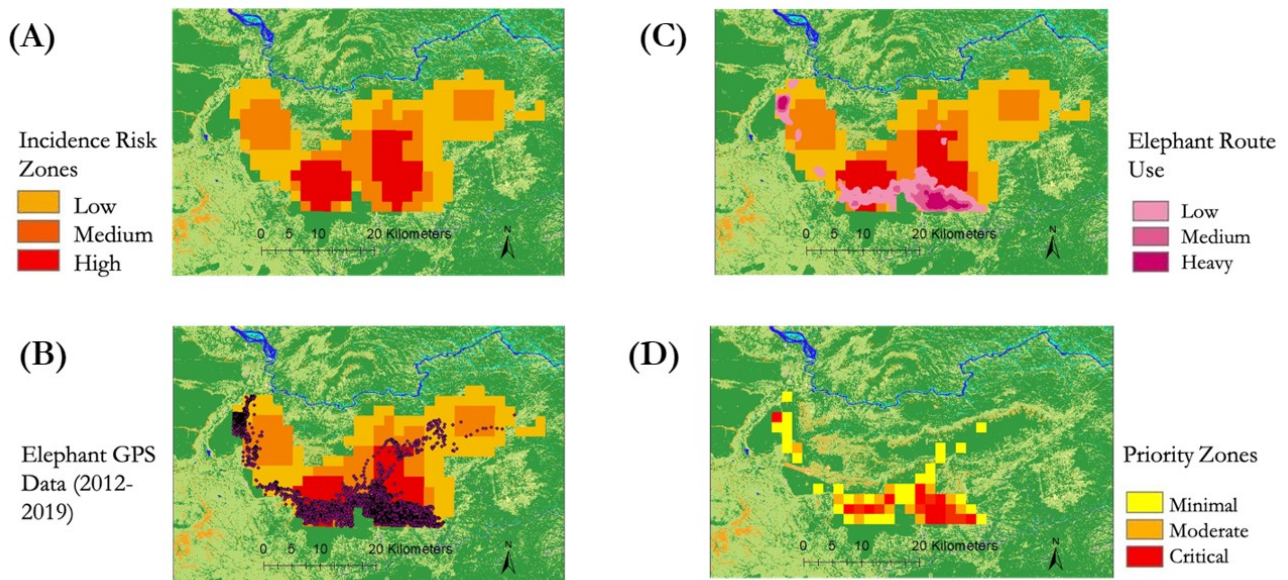 (A)
Incidence Risk
Zones
Low
Medium
High
N
0 5 10 20 Kilometers
(C)
Elephant Route
Use
Low
Medium
Heavy
N
0 5 10 20 Kilometers
(B)
Elephant GPS
Data (2012-
2019)
N
0 5 10 20 Kilometers
(D)
Priority Zones
Minimal
Moderate
Critical
N
0 5 10 20 Kilometers